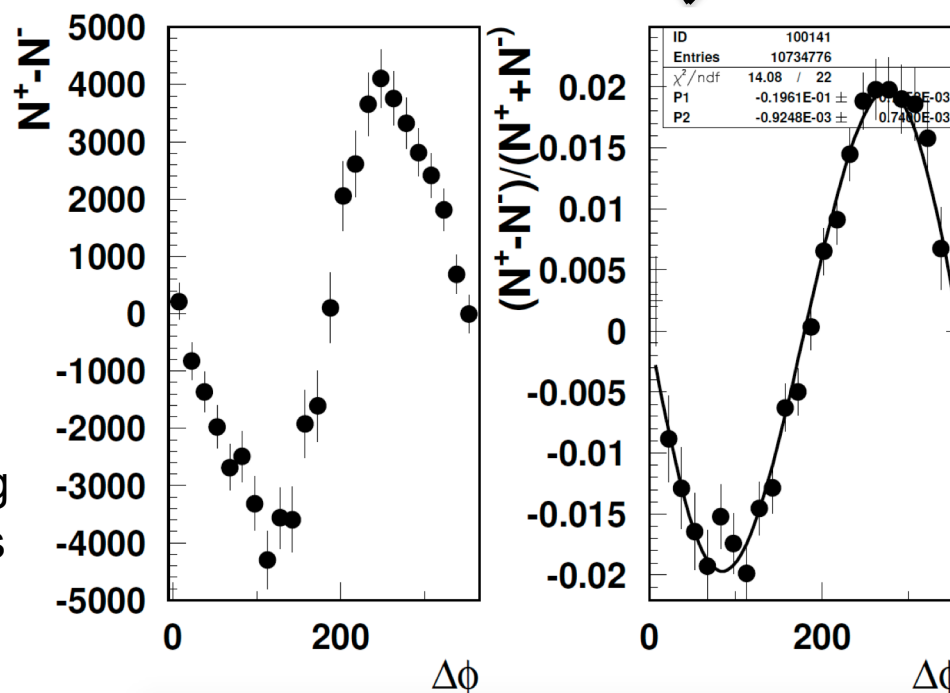 N⁺-N⁻
5000
4000
3000
2000
1000
0
-1000
-2000
-3000
-4000
-5000
0
200
Δϕ
(N⁺-N⁻)/(N⁺+N⁻)
0.02
0.015
0.01
0.005
0
-0.005
-0.01
-0.015
-0.02
0
200
Δϕ
ID 100141
Entries 10734776
χ²/ndf 14.08 / 22
P1 -0.1961E-01 ±
P2 -0.9248E-03 ± 0.7400E-03
g
s